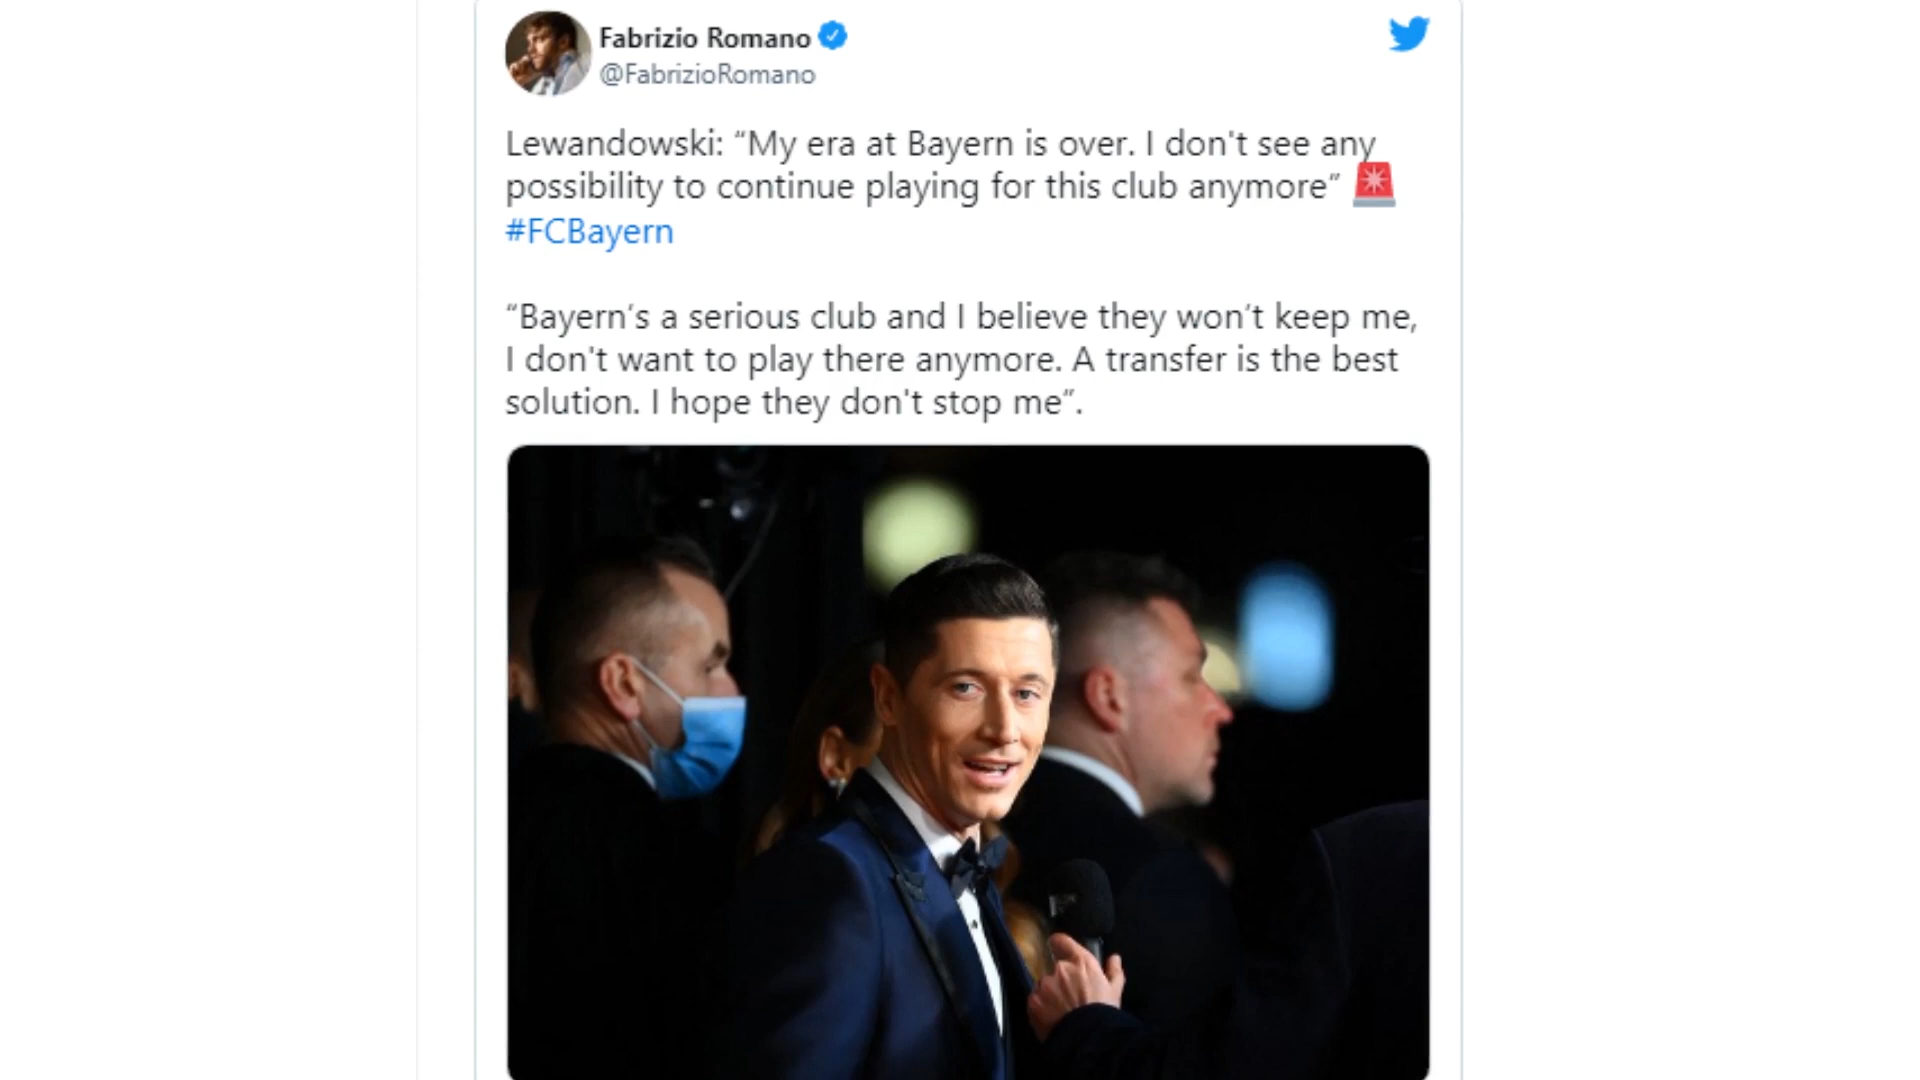 Fabrizio Romano
@FabrizioRomano
Lewandowski: “My era at Bayern is over. I don't see any
possibility to continue playing for this club anymore” 🚨
#FCBayern
“Bayern’s a serious club and I believe they won’t keep me,
I don't want to play there anymore. A transfer is the best
solution. I hope they don't stop me”.